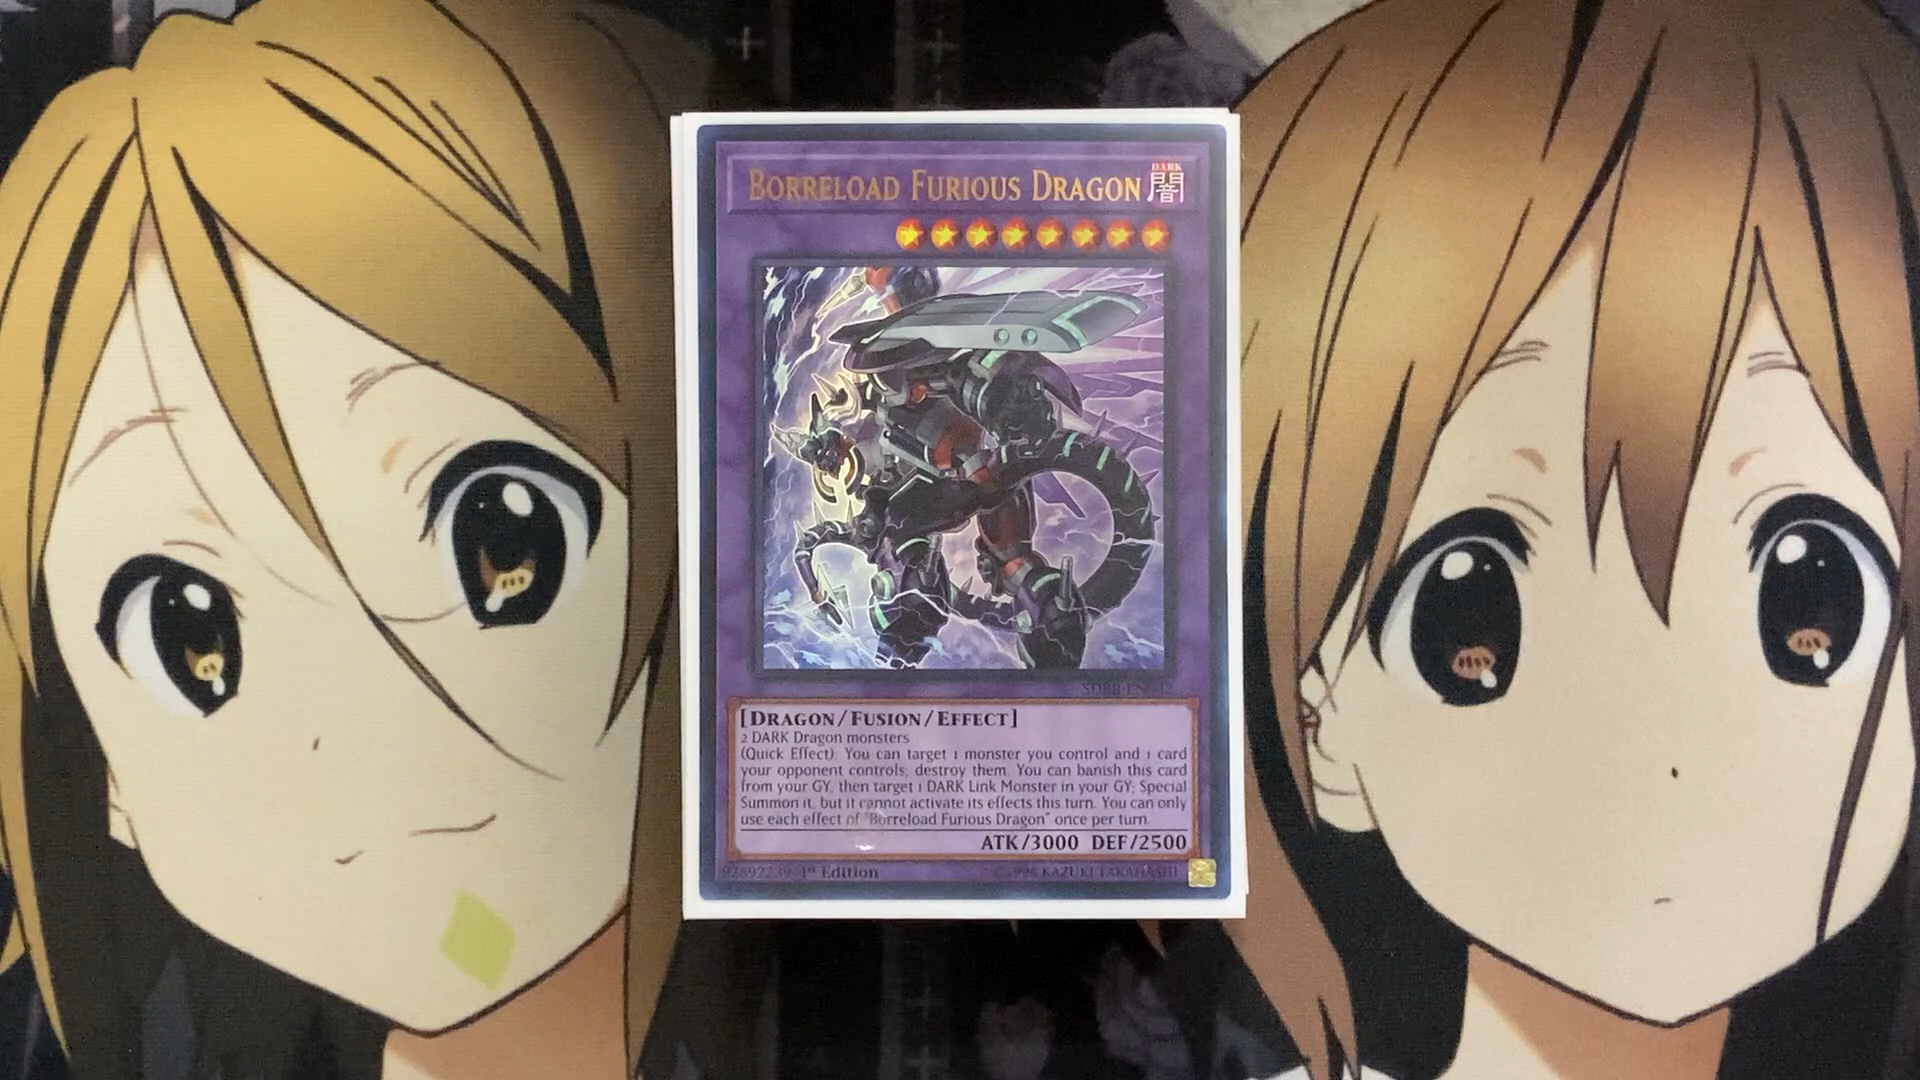 BORRELOAD FURIOUS DRAGON
DARK
闇
[DRAGON/FUSION/EFFECT]
2 DARK Dragon monsters
(Quick Effect): You can target 1 monster you control and 1 card
your opponent controls; destroy them. You can banish this card
from your GY, then target 1 DARK Link Monster in your GY; Special
Summon it, but it cannot activate its effects this turn. You can only
use each effect of "Borreload Furious Dragon" once per turn.
ATK/3000 DEF/2500
92892239 1st Edition
1996 KAZUKI TAKAHASHI